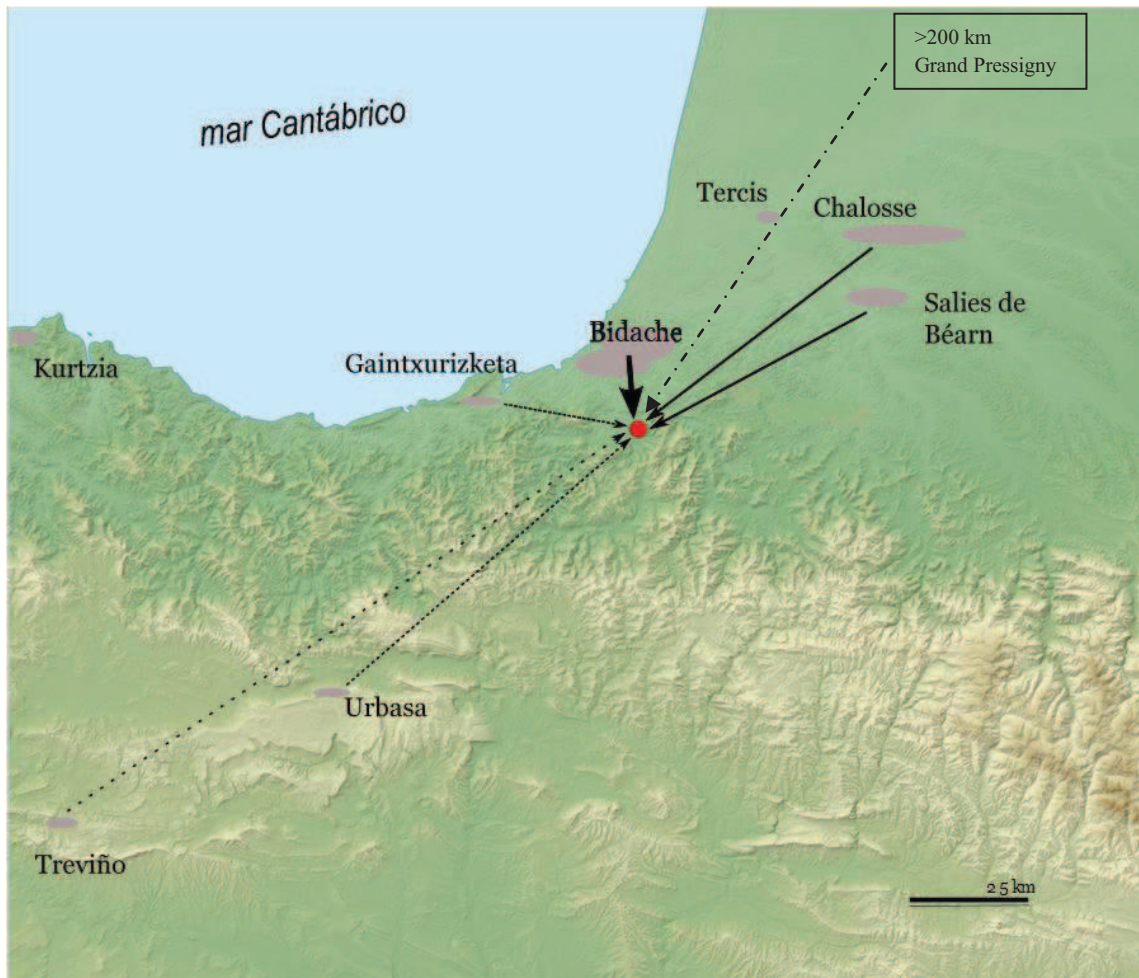 >200 km
Grand Pressigny
mar Cantábrico
Tercis
Chalosse
Salies de
Béarn
Bidache
Gaintxurizketa
Kurtzia
Urbasa
Treviño
25 km